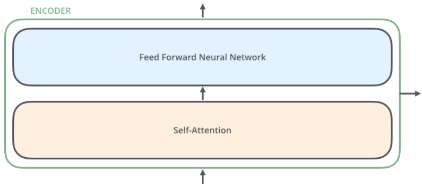 ENCODER
Feed Forward Neural Network
Self-Attention